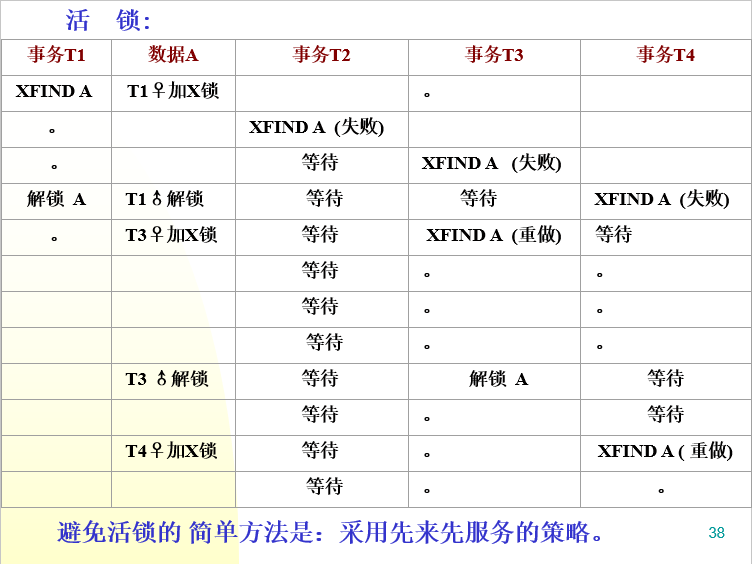 活 锁:
事务T1 数据A 事务T2 事务T3 事务T4
XFIND A T1♀加X锁 。
。 XFIND A (失败)
。 等待 XFIND A (失败)
解锁 A T1♁解锁 等待 等待 XFIND A (失败)
。 T3♀加X锁 等待 XFIND A (重做) 等待
等待 。 。
等待 。 。
等待 。 。
T3 ♁解锁 等待 解锁 A 等待
等待 。 等待
T4♀加X锁 等待 。 XFIND A ( 重做)
等待 。 。
避免活锁的 简单方法是：采用先来先服务的策略。
38